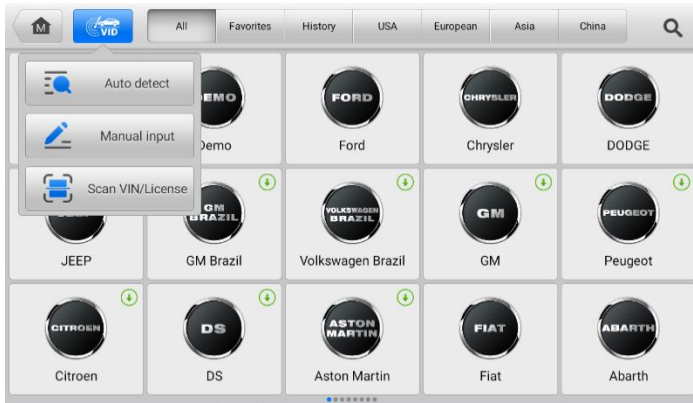 M
VID
All
Favorites
History
USA
European
Asia
China
Auto detect
Manual input
Scan VIN/License
EMO
Demo
FORD
Ford
CHRYSLER
Chrysler
DODGE
DODGE
JEEP
GM
BRAZIL
GM Brazil
VOLKSWAGEN
BRAZIL
Volkswagen Brazil
GM
GM
PEUGEOT
Peugeot
CITROEN
Citroen
DS
DS
ASTON
MARTIN
Aston Martin
FIAT
Fiat
ABARTH
Abarth